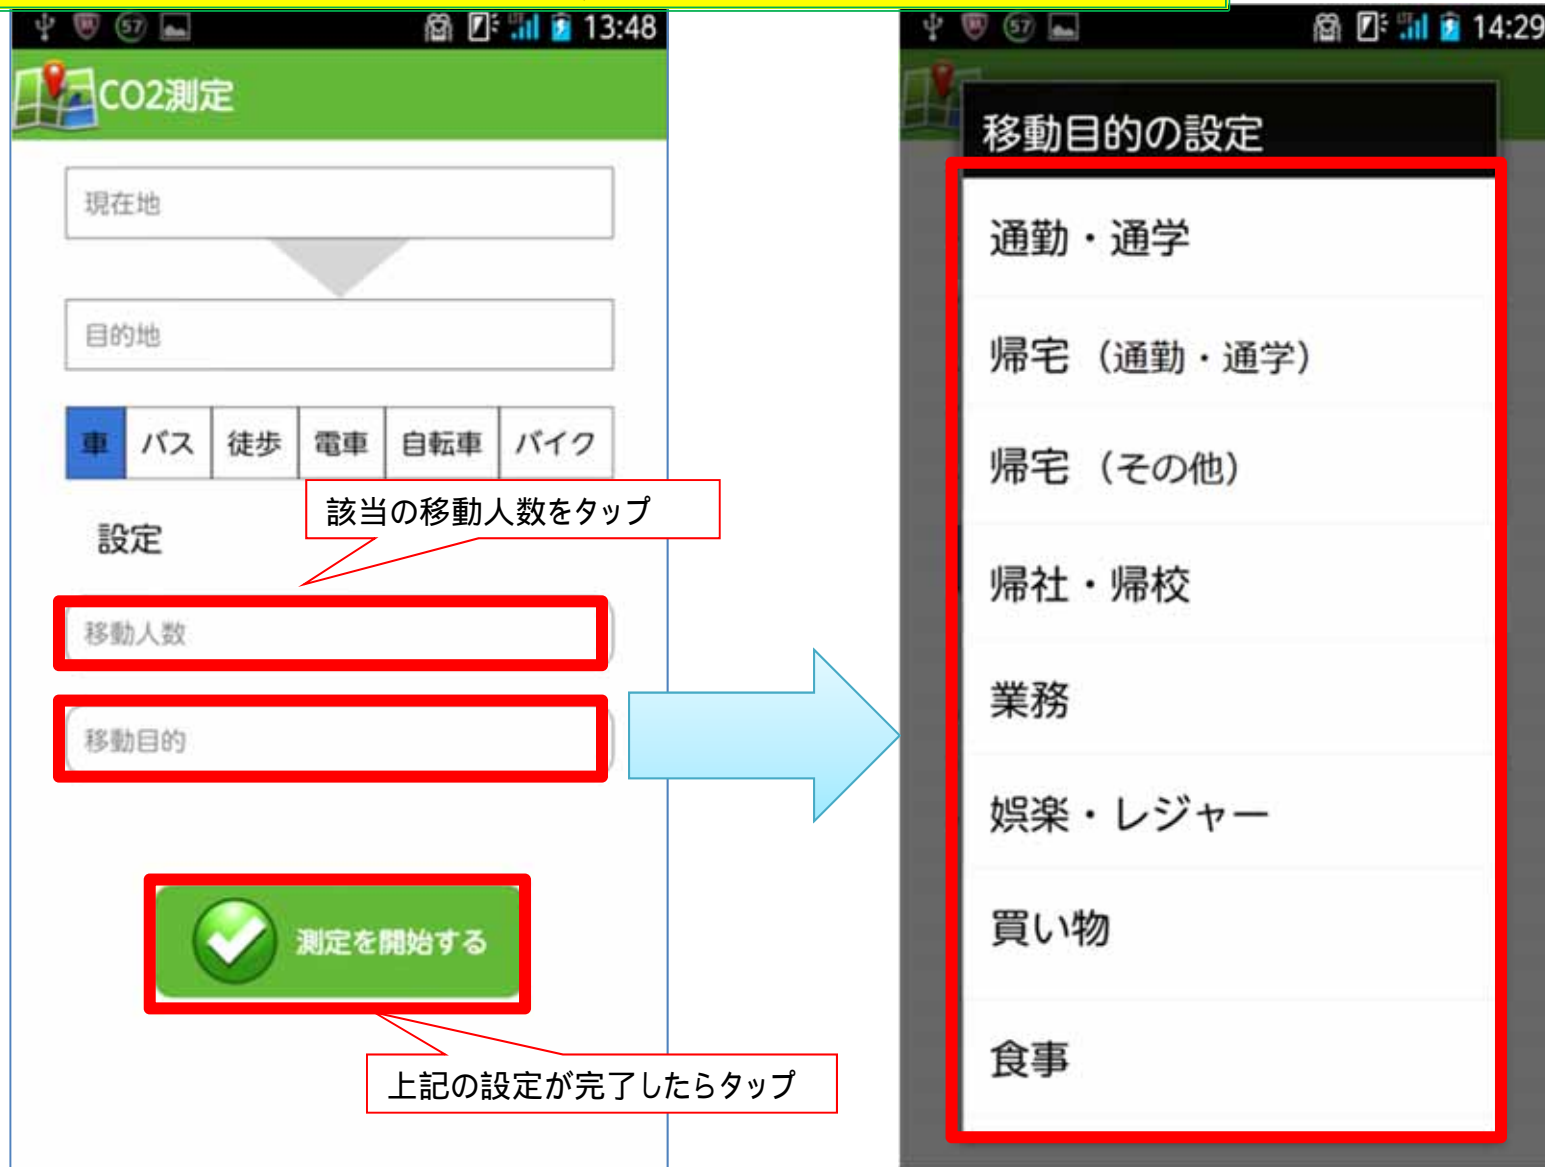 57
13:48
CO2測定
現在地
目的地
車 バス 徒歩 電車 自転車 バイク
該当の移動人数をタップ
設定
移動人数
移動目的
測定を開始する
上記の設定が完了したらタップ
57
14:29
移動目的の設定
通勤・通学
帰宅（通勤・通学）
帰宅（その他）
帰社・帰校
業務
娯楽・レジャー
買い物
食事